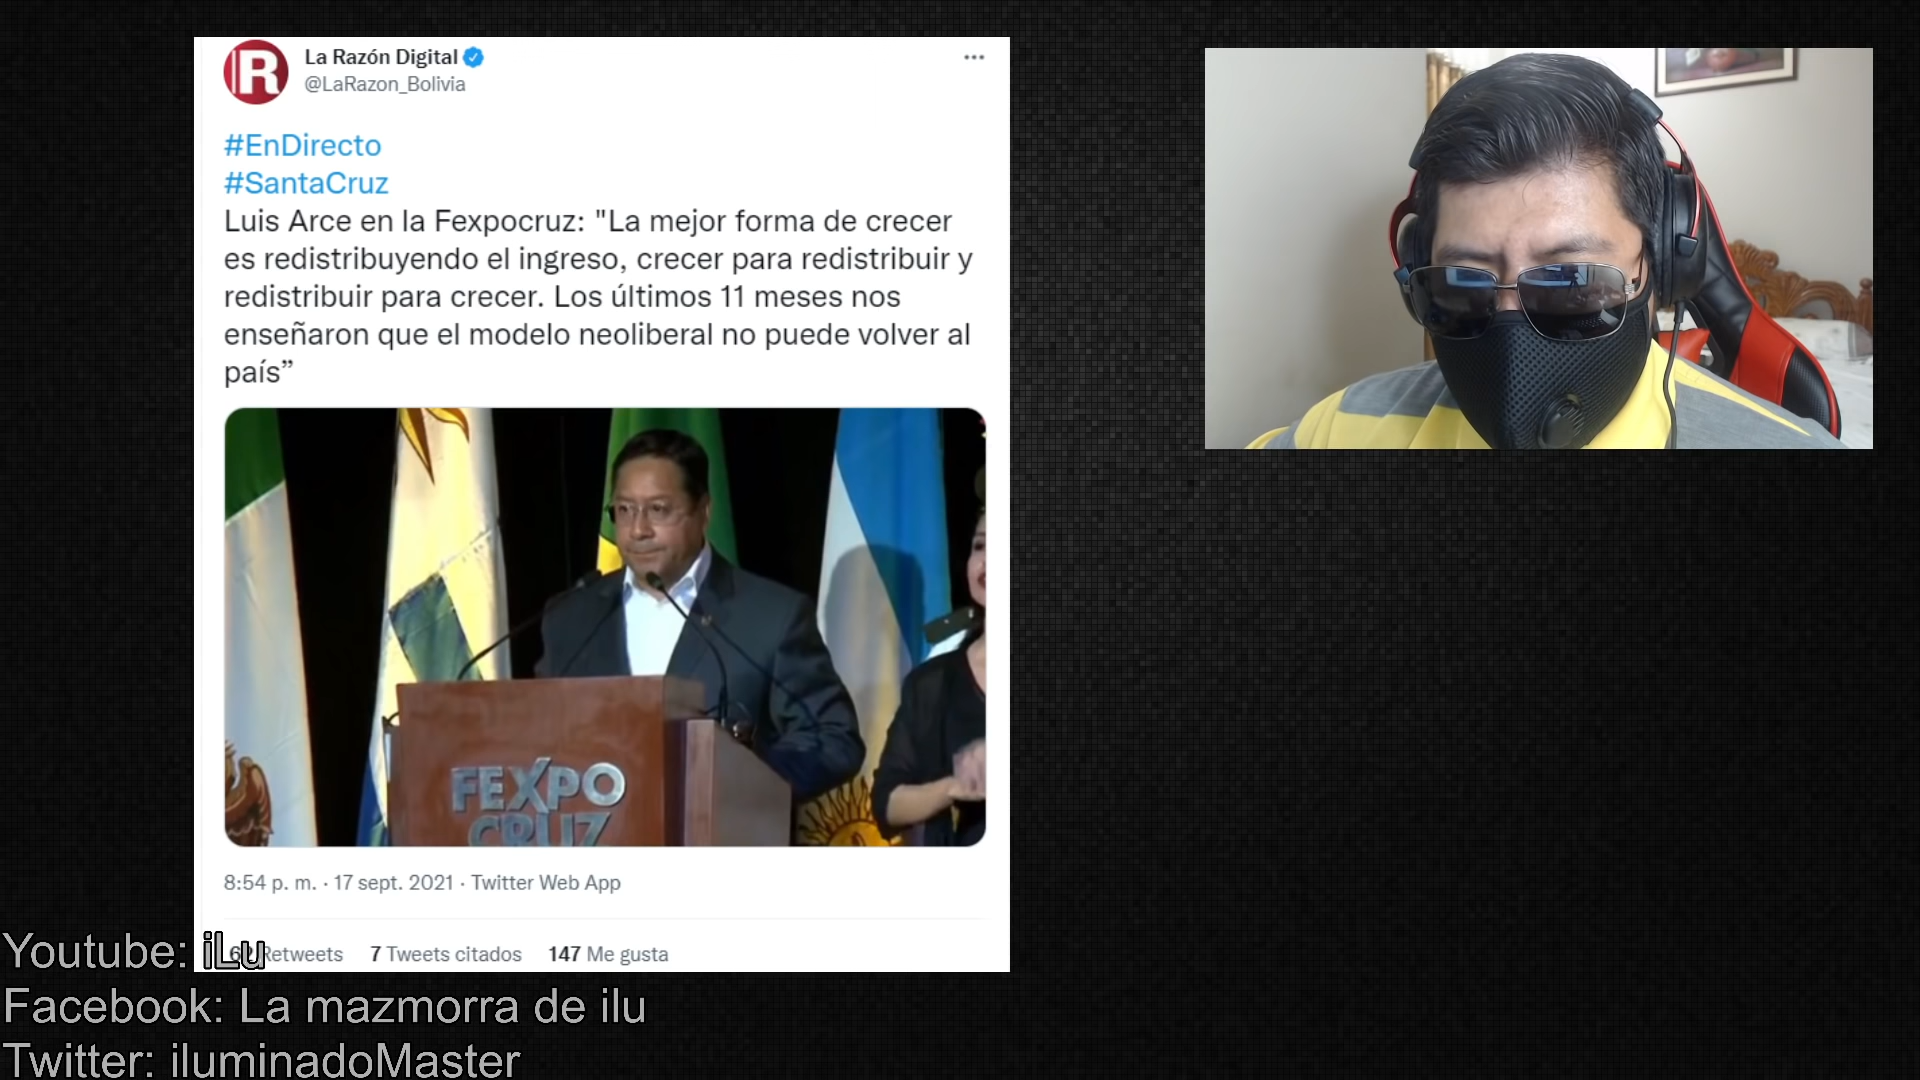 La Razón Digital
@LaRazon_Bolivia
#EnDirecto
#SantaCruz
Luis Arce en la Fexpocruz: "La mejor forma de crecer
es redistribuyendo el ingreso, crecer para redistribuir y
redistribuir para crecer. Los últimos 11 meses nos
enseñaron que el modelo neoliberal no puede volver al
país”
FEXPO
CRUZ
8:54 p. m. · 17 sept. 2021 · Twitter Web App
Retweets 7 Tweets citados 147 Me gusta
Youtube: iLu
Facebook: La mazmorra de ilu
Twitter: iluminadoMaster